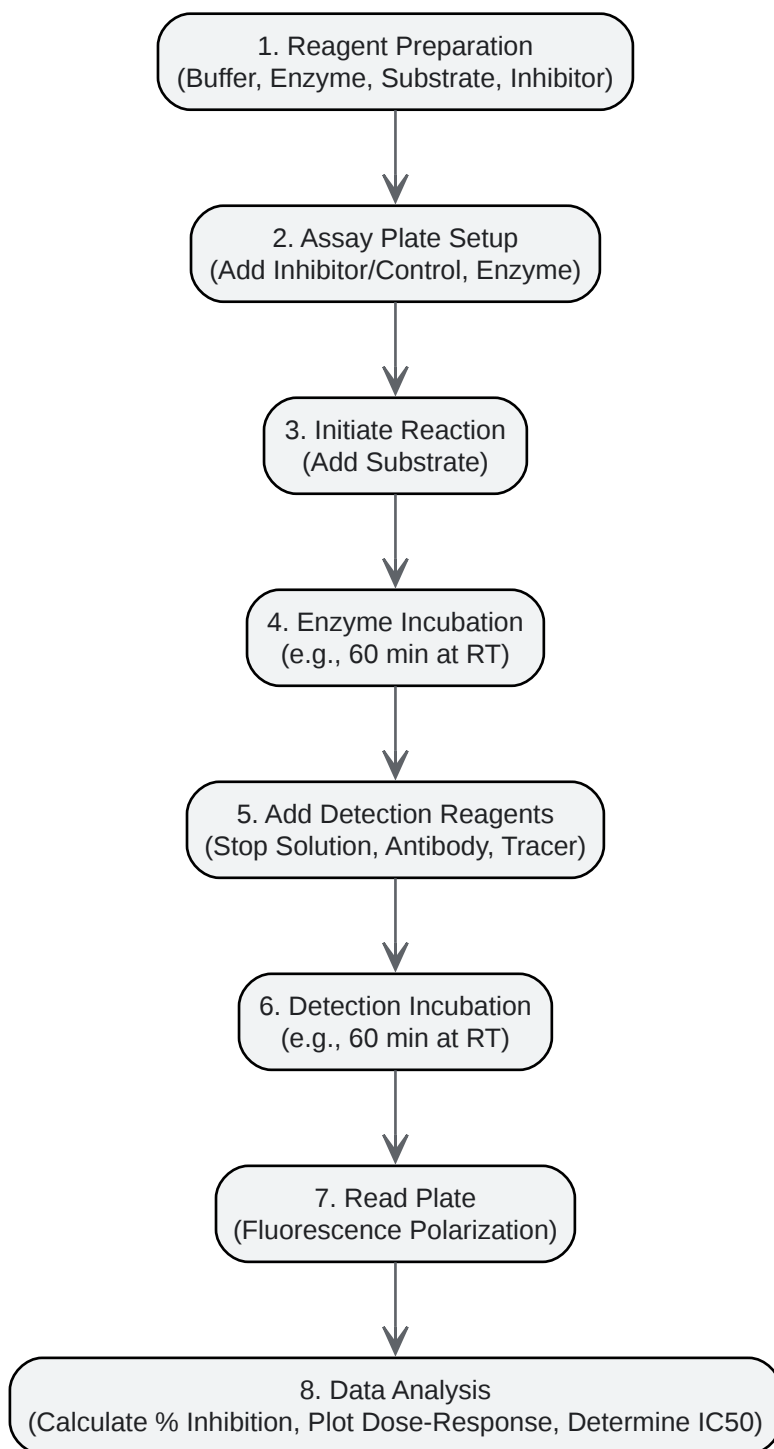 1. Reagent Preparation
(Buffer, Enzyme, Substrate, Inhibitor)
2. Assay Plate Setup
(Add Inhibitor/Control, Enzyme)
3. Initiate Reaction
(Add Substrate)
4. Enzyme Incubation
(e.g., 60 min at RT)
5. Add Detection Reagents
(Stop Solution, Antibody, Tracer)
6. Detection Incubation
(e.g., 60 min at RT)
7. Read Plate
(Fluorescence Polarization)
8. Data Analysis
(Calculate % Inhibition, Plot Dose-Response, Determine IC50)